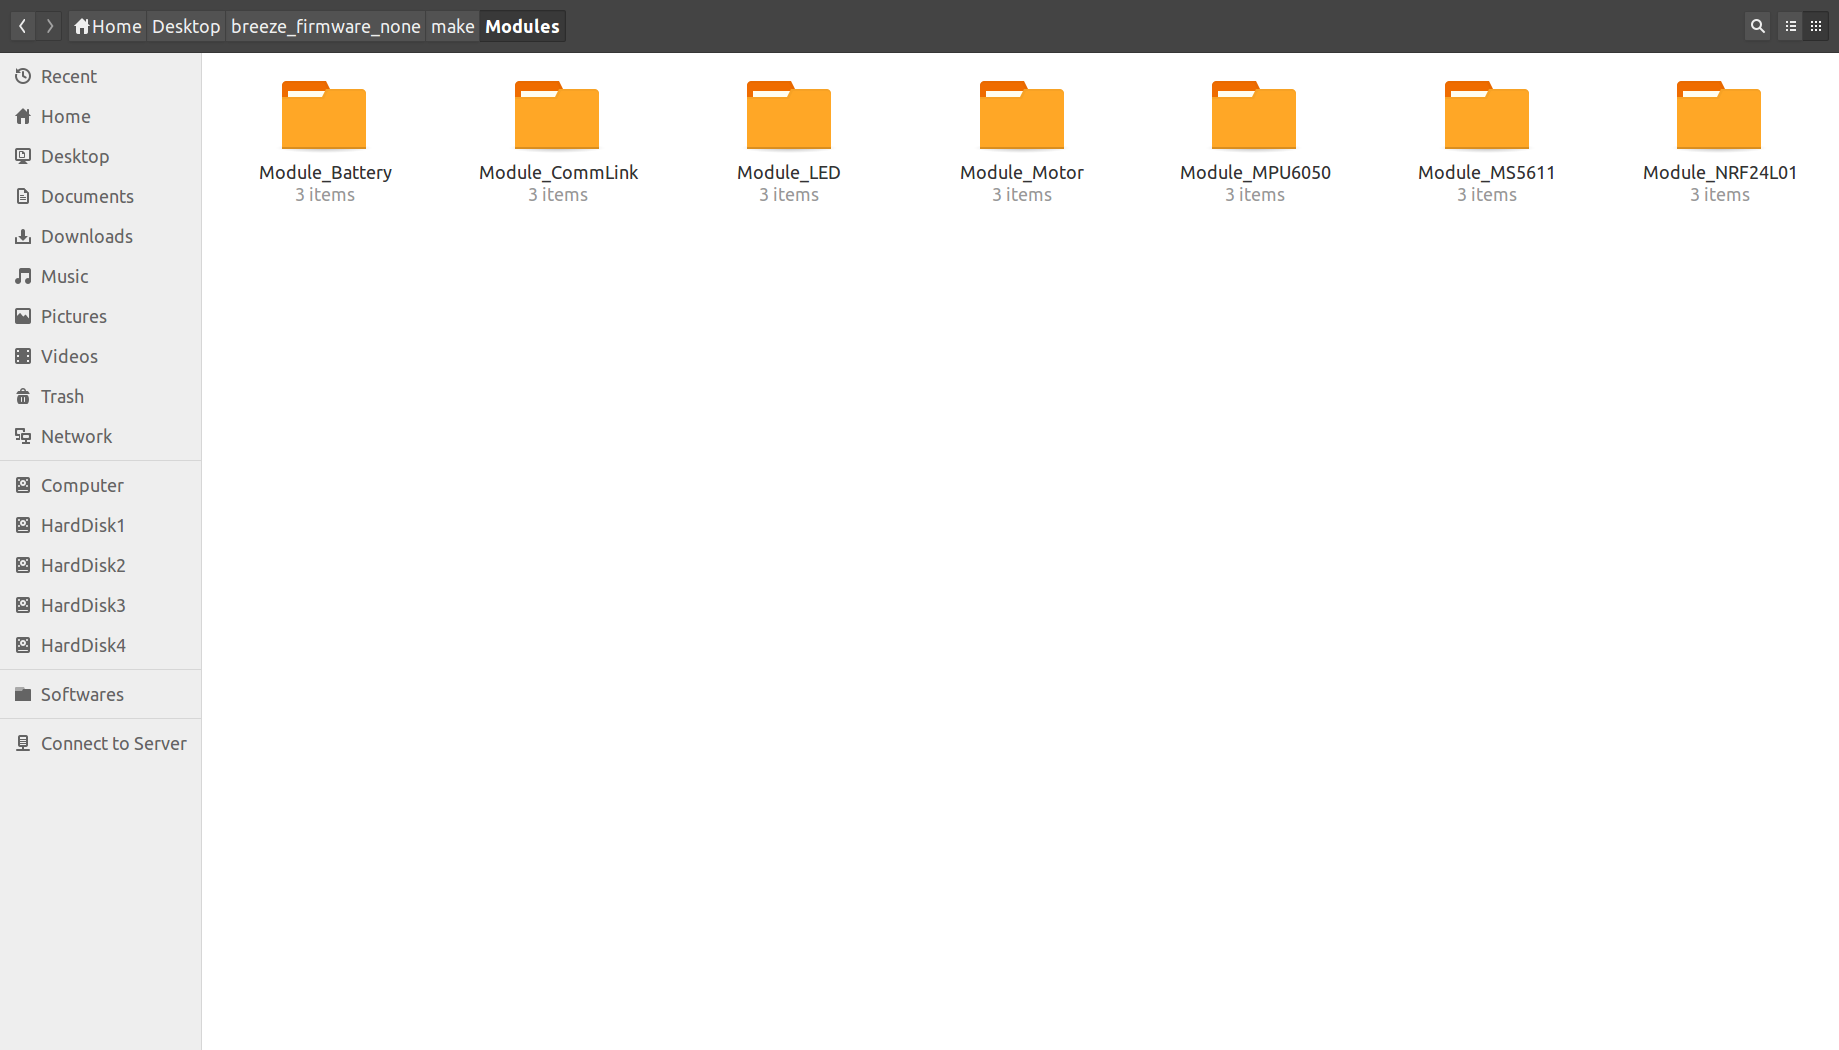 Home Desktop breeze_firmware_none make Modules
Recent
Home
Desktop
Documents
Downloads
Music
Pictures
Videos
Trash
Network
Computer
HardDisk1
HardDisk2
HardDisk3
HardDisk4
Softwares
Connect to Server
Module_Battery
3 items
Module_CommLink
3 items
Module_LED
3 items
Module_Motor
3 items
Module_MPU6050
3 items
Module_MS5611
3 items
Module_NRF24L01
3 items